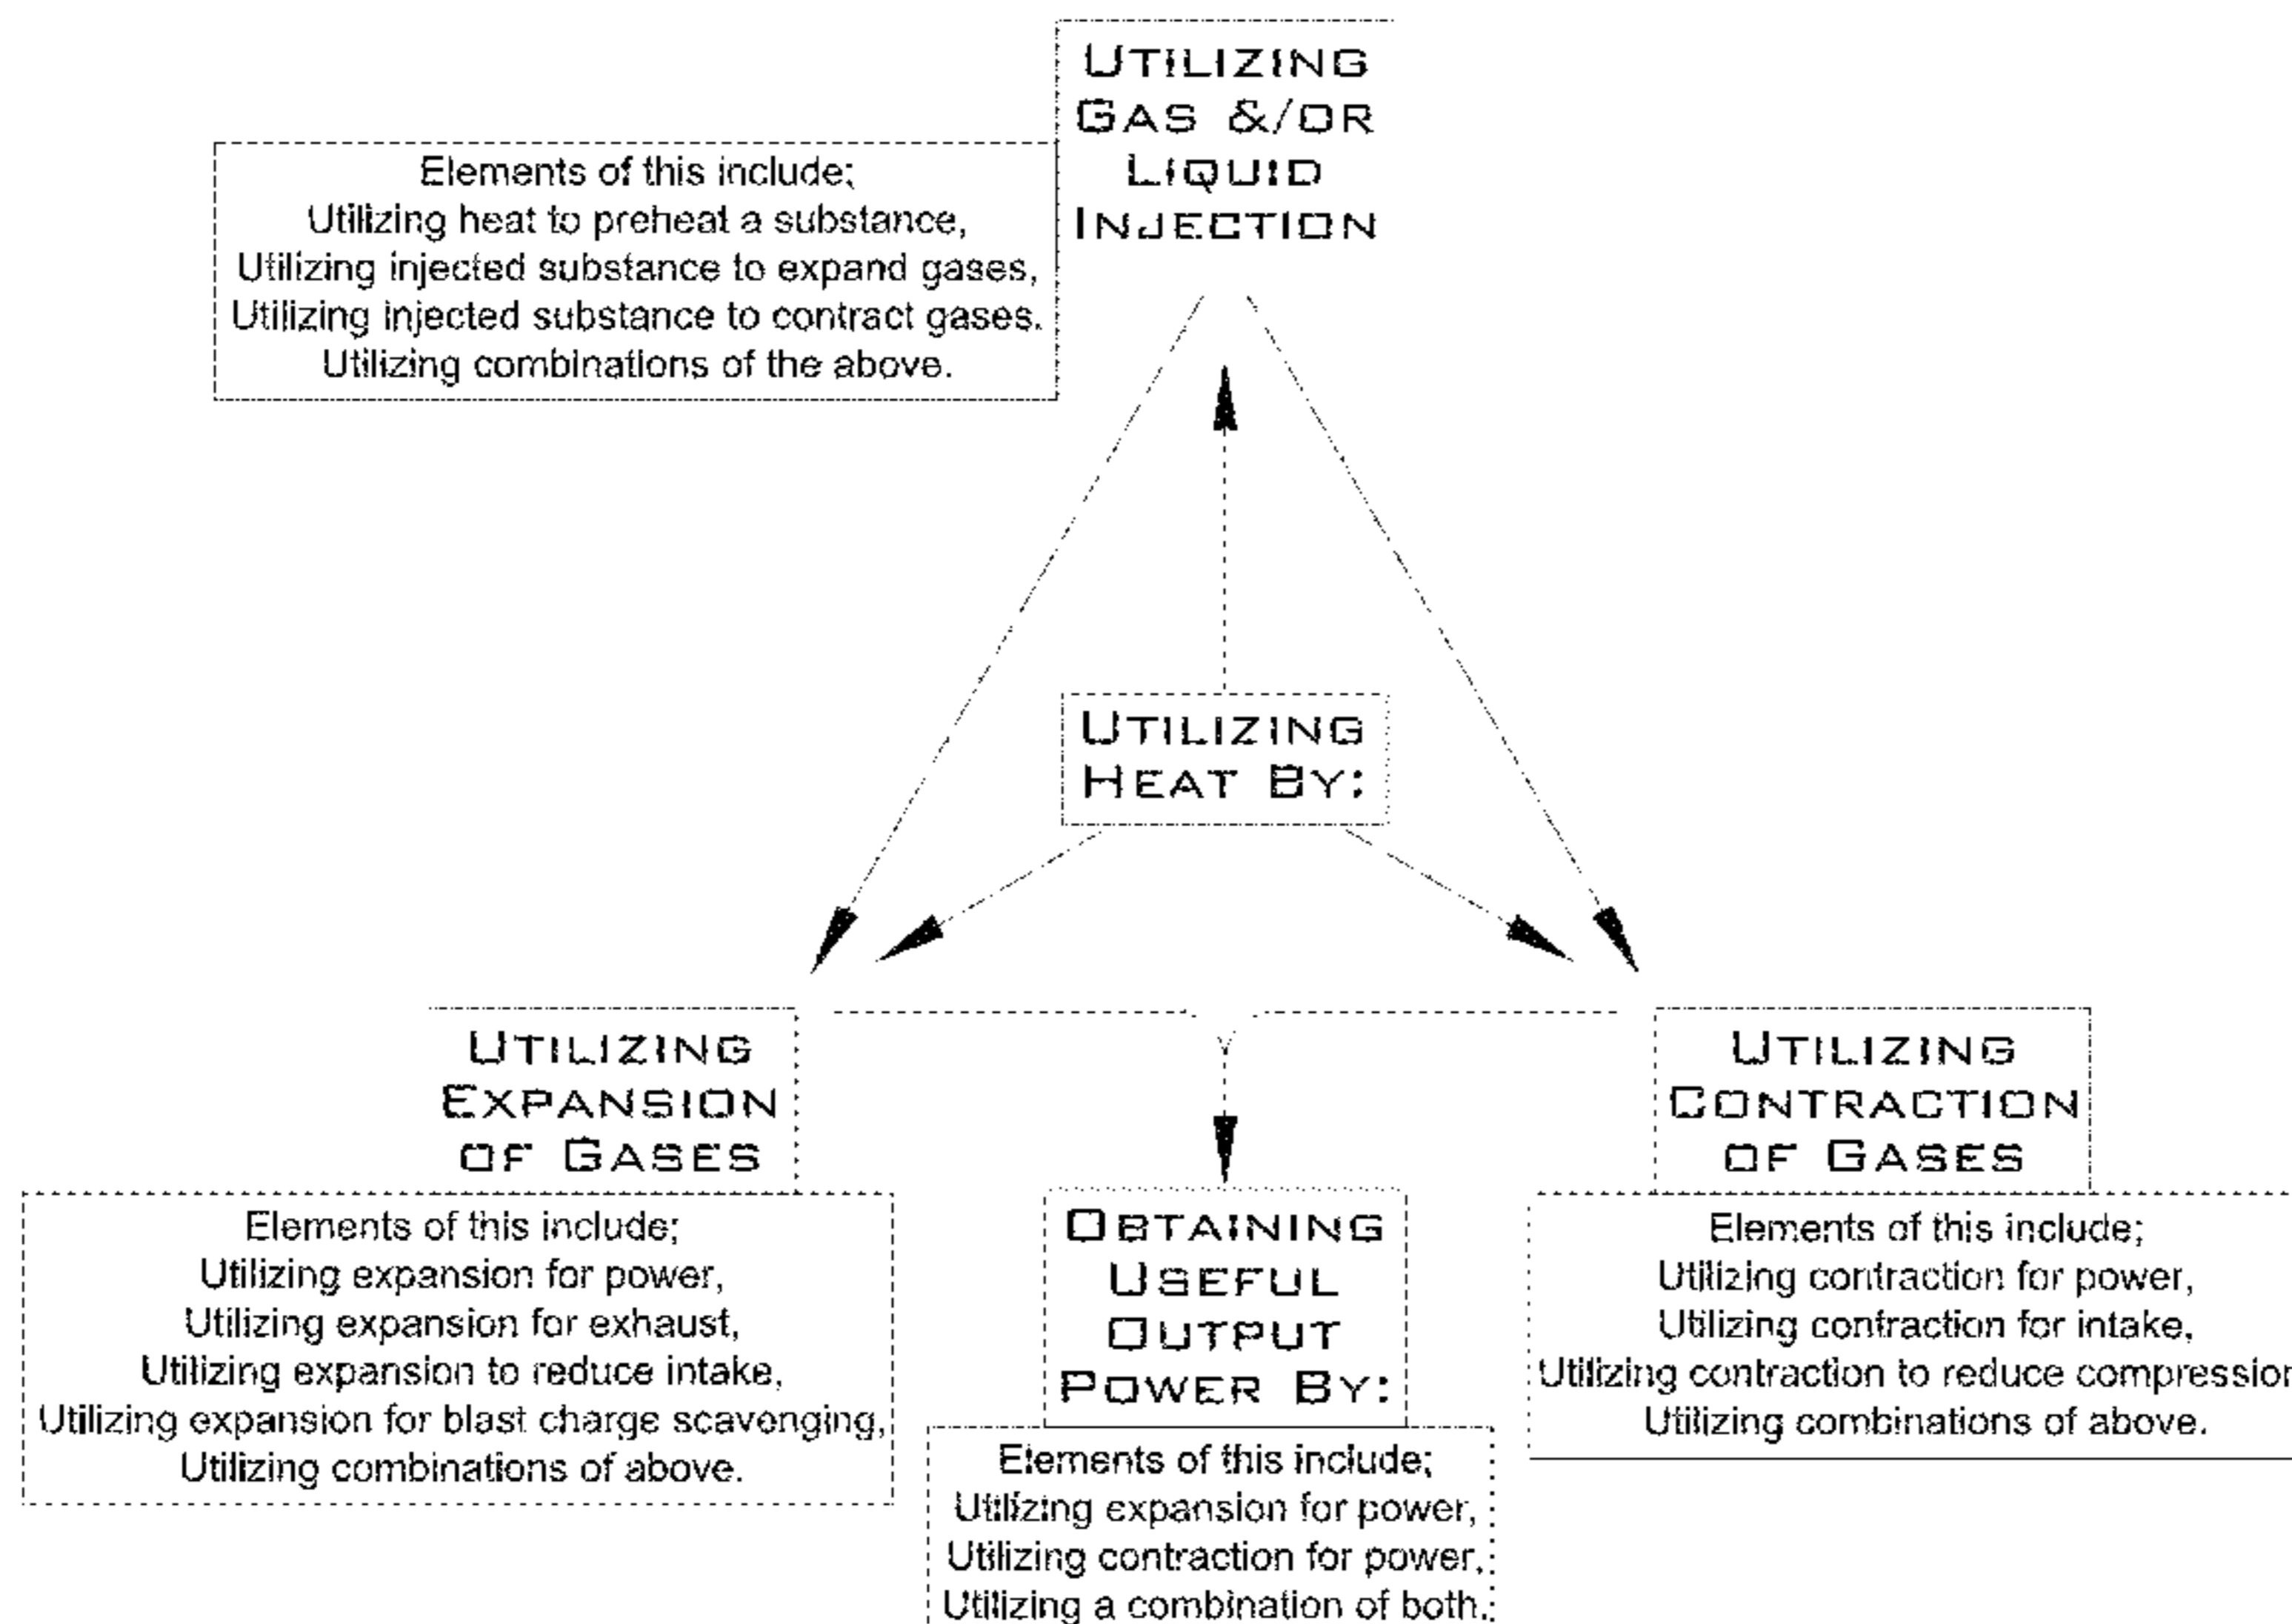 UTILIZING
GAS &/OR
LIQUID
INJECTION
Elements of this include;
Utilizing heat to preheat a substance,
Utilizing injected substance to expand gases,
Utilizing injected substance to contract gases.
Utilizing combinations of the above.
UTILIZING
HEAT BY:
UTILIZING
EXPANSION
OF GASES
Elements of this include;
Utilizing expansion for power,
Utilizing expansion for exhaust,
Utilizing expansion to reduce intake,
Utilizing expansion for blast charge scavenging,
Utilizing combinations of above.
OBTAINING
USEFUL
OUTPUT
POWER BY:
Elements of this include;
Utilizing expansion for power,
Utilizing contraction for power,
Utilizing a combination of both.
UTILIZING
CONTRACTION
OF GASES
Elements of this include;
Utilizing contraction for power,
Utilizing contraction for intake,
Utilizing contraction to reduce compression
Utilizing combinations of above.